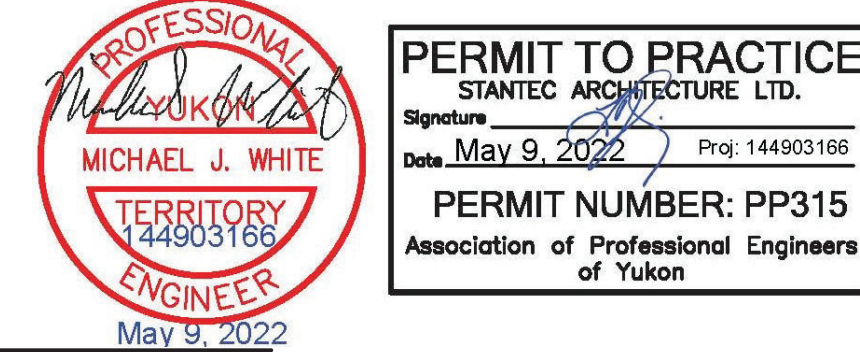 PROFESSIONAL
YUKON
MICHAEL J. WHITE
TERRITORY
144903166
ENGINEER
May 9, 2022
PERMIT TO PRACTICE
STANTEC ARCHITECTURE LTD.
Signature
Date May 9, 2022 Proj: 144903166
PERMIT NUMBER: PP315
Association of Professional Engineers
of Yukon